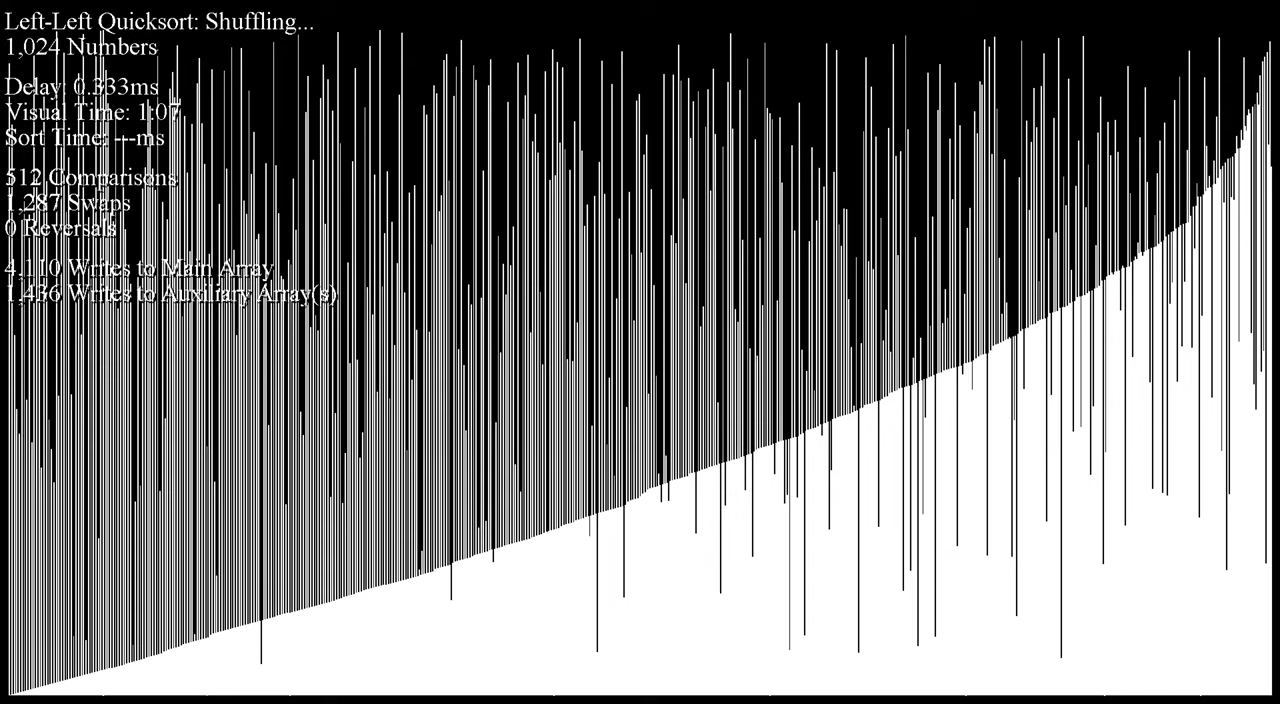 Left-Left Quicksort: Shuffling...
1,024 Numbers
Delay: 0.333ms
Visual Time: 1:07
Sort Time: ---ms
512 Comparisons
1,287 Swaps
0 Reversals
4,110 Writes to Main Array
1,436 Writes to Auxiliary Array(s)